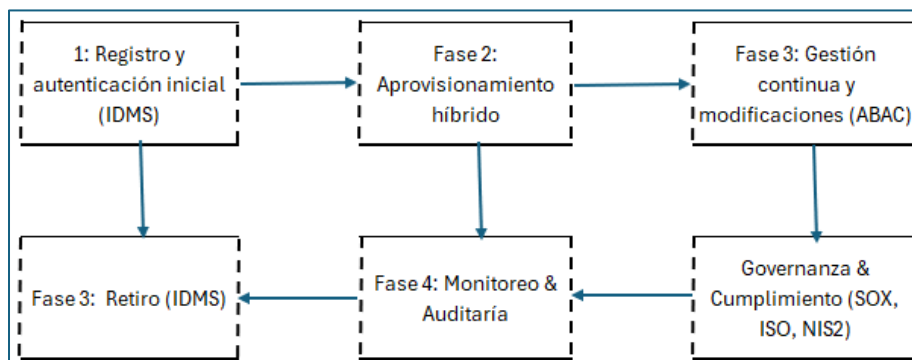 1: Registro y
autenticación inicial
(IDMS)
Fase 2:
Aprovisionamiento
híbrido
Fase 3: Gestión
continua y
modificaciones (ABAC)
Fase 3:  Retiro (IDMS)
Fase 4: Monitoreo &
Auditaría
Governanza &
Cumplimiento (SOX,
ISO, NIS2)